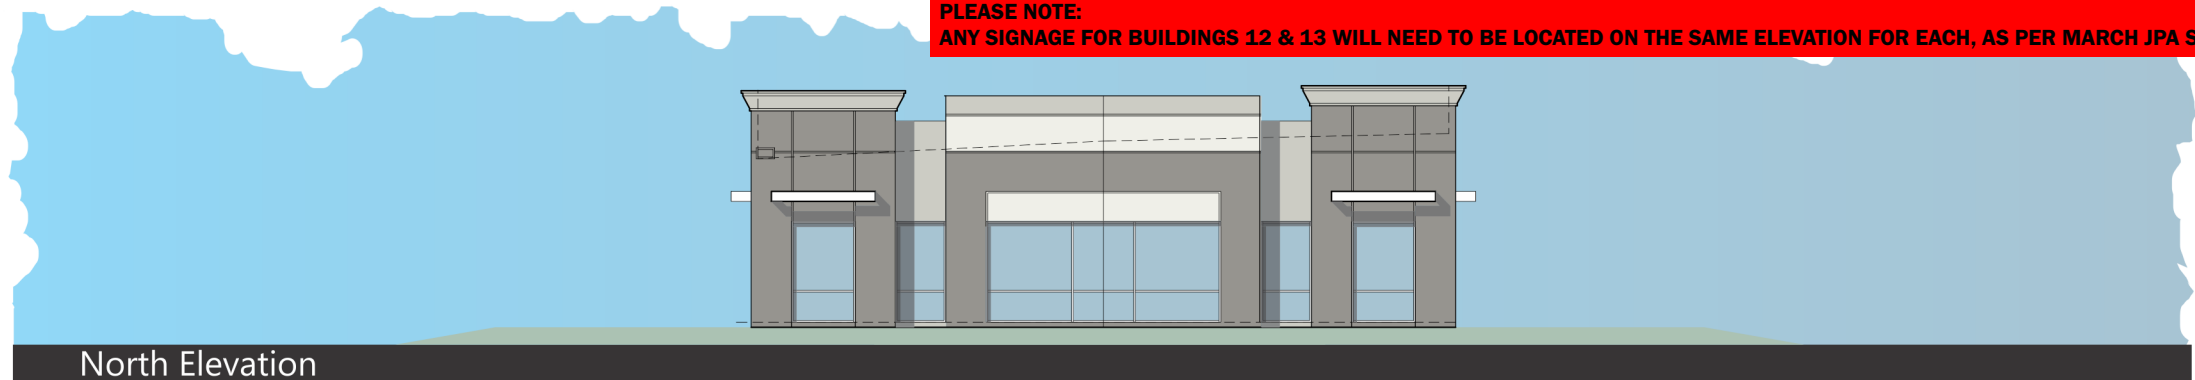 PLEASE NOTE:
ANY SIGNAGE FOR BUILDINGS 12 & 13 WILL NEED TO BE LOCATED ON THE SAME ELEVATION FOR EACH, AS PER MARCH JPA S
North Elevation